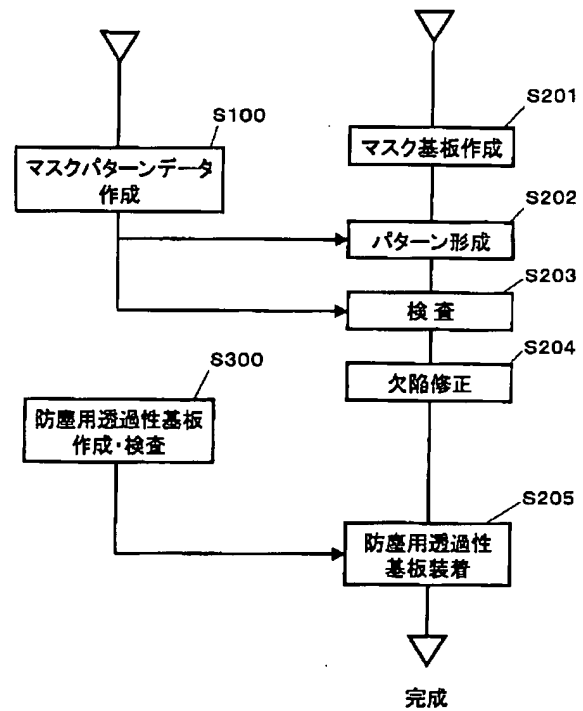 S100
マスクパターンデータ
作成
S201
マスク基板作成
S202
パターン形成
S203
検査
S204
欠陥修正
S300
防塵用透過性基板
作成・検査
S205
防塵用透過性
基板装着
完成